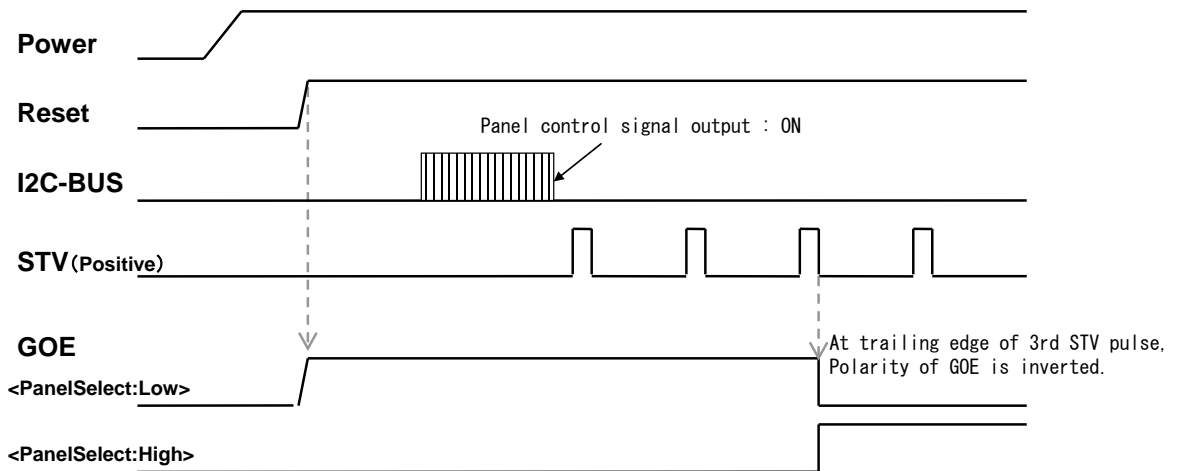 Power
Reset
Panel control signal output : ON
I2C-BUS
STV(Positive)
GOE
At trailing edge of 3rd STV pulse,
Polarity of GOE is inverted.
<PanelSelect:Low>
<PanelSelect:High>